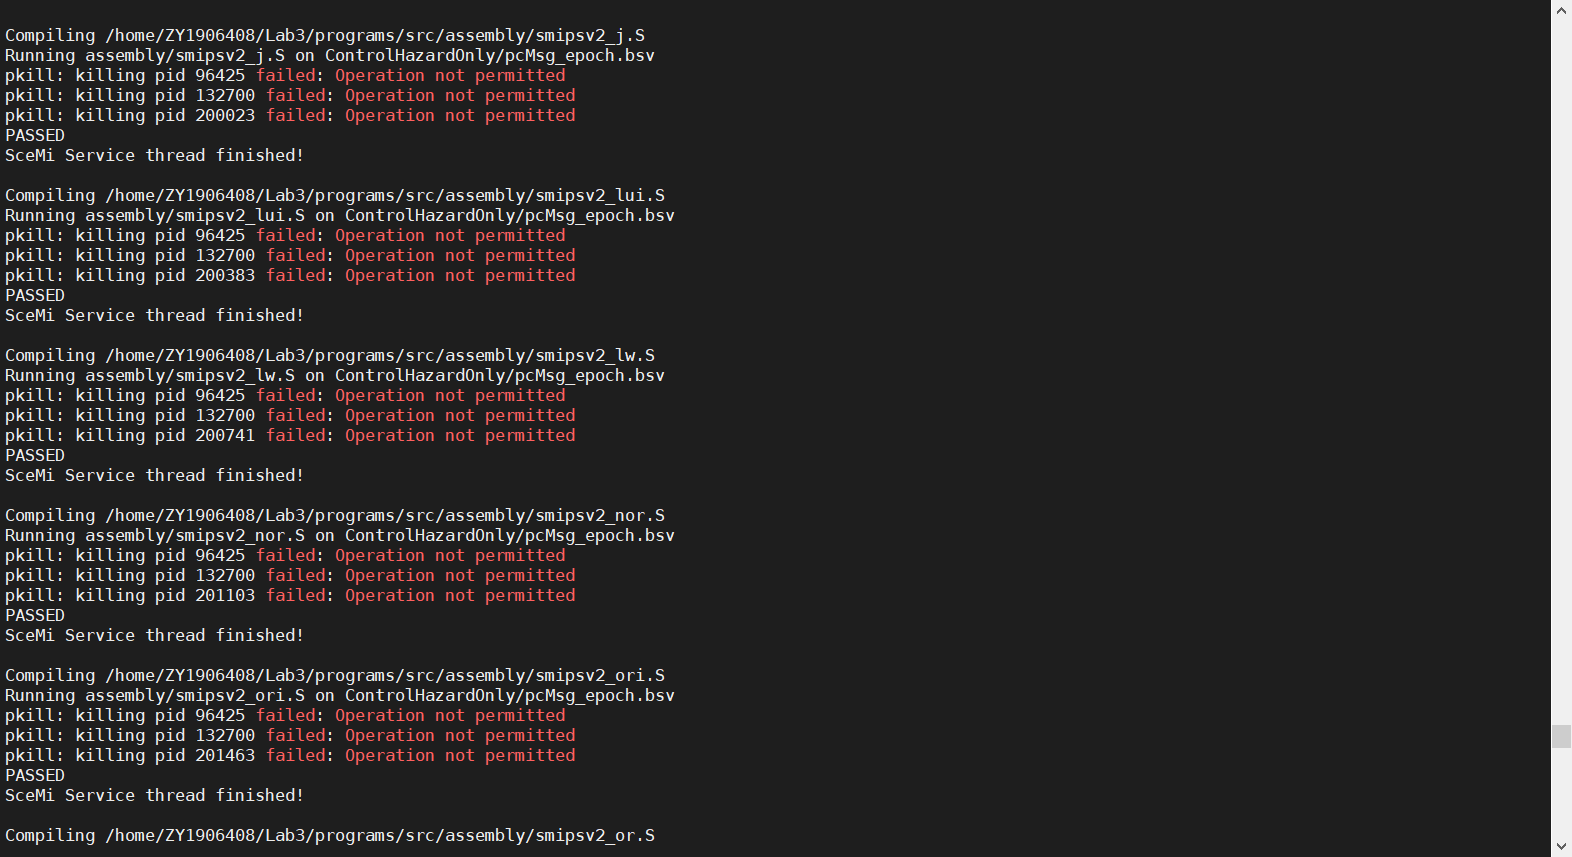 Compiling /home/ZY1906408/Lab3/programs/src/assembly/smipsv2_j.S
Running assembly/smipsv2_j.S on ControlHazardOnly/pcMsg_epoch.bsv
pkill: killing pid 96425 failed: Operation not permitted
pkill: killing pid 132700 failed: Operation not permitted
pkill: killing pid 200023 failed: Operation not permitted
PASSED
SceMi Service thread finished!
Compiling /home/ZY1906408/Lab3/programs/src/assembly/smipsv2_lui.S
Running assembly/smipsv2_lui.S on ControlHazardOnly/pcMsg_epoch.bsv
pkill: killing pid 96425 failed: Operation not permitted
pkill: killing pid 132700 failed: Operation not permitted
pkill: killing pid 200383 failed: Operation not permitted
PASSED
SceMi Service thread finished!
Compiling /home/ZY1906408/Lab3/programs/src/assembly/smipsv2_lw.S
Running assembly/smipsv2_lw.S on ControlHazardOnly/pcMsg_epoch.bsv
pkill: killing pid 96425 failed: Operation not permitted
pkill: killing pid 132700 failed: Operation not permitted
pkill: killing pid 200741 failed: Operation not permitted
PASSED
SceMi Service thread finished!
Compiling /home/ZY1906408/Lab3/programs/src/assembly/smipsv2_nor.S
Running assembly/smipsv2_nor.S on ControlHazardOnly/pcMsg_epoch.bsv
pkill: killing pid 96425 failed: Operation not permitted
pkill: killing pid 132700 failed: Operation not permitted
pkill: killing pid 201103 failed: Operation not permitted
PASSED
SceMi Service thread finished!
Compiling /home/ZY1906408/Lab3/programs/src/assembly/smipsv2_ori.S
Running assembly/smipsv2_ori.S on ControlHazardOnly/pcMsg_epoch.bsv
pkill: killing pid 96425 failed: Operation not permitted
pkill: killing pid 132700 failed: Operation not permitted
pkill: killing pid 201463 failed: Operation not permitted
PASSED
SceMi Service thread finished!
Compiling /home/ZY1906408/Lab3/programs/src/assembly/smipsv2_or.S